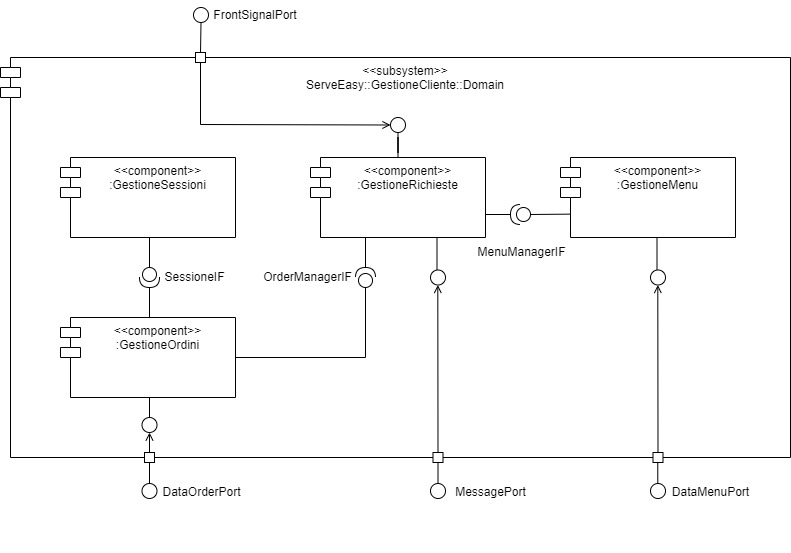 FrontSignalPort
<<subsystem>>
ServeEasy::GestioneCliente::Domain
<<component>>
:GestioneSessioni
<<component>>
:GestioneRichieste
<<component>>
:GestioneMenu
MenuManagerIF
SessioneIF
OrderManagerIF
<<component>>
:GestioneOrdini
DataOrderPort
MessagePort
DataMenuPort